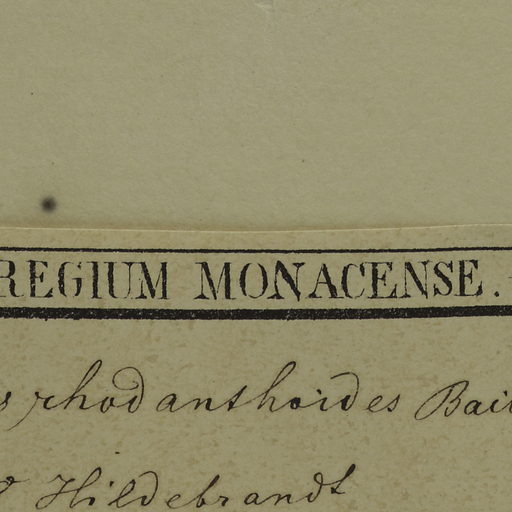 REGIUM MONACENSE.
s rhodanthoides Bai
Hildebrandt